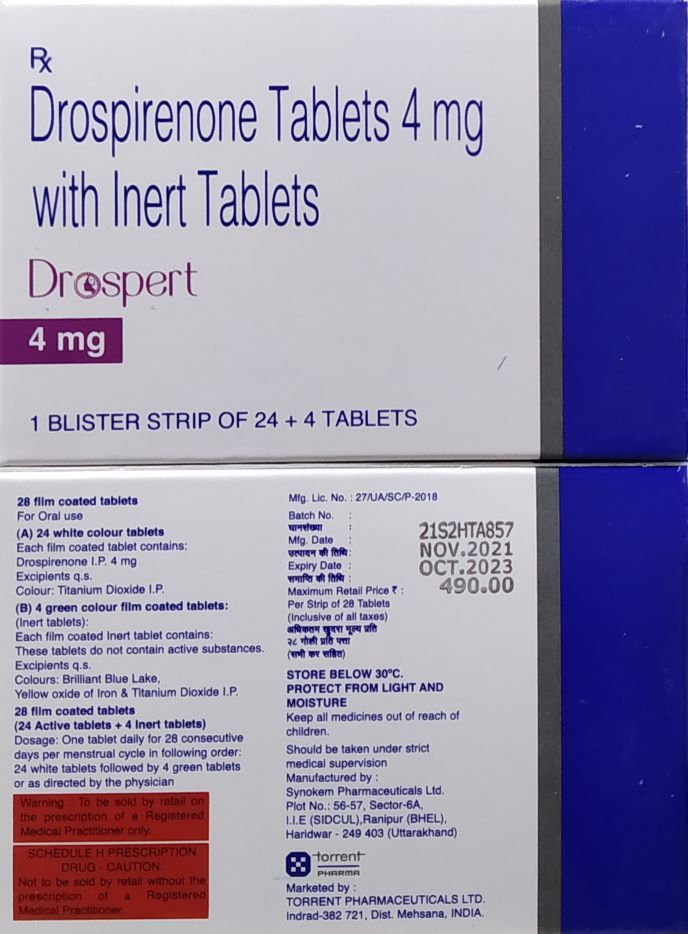 Rx
Drospirenone Tablets 4 mg
with Inert Tablets
Drospert
4 mg
1 BLISTER STRIP OF 24 + 4 TABLETS
28 film coated tablets
For Oral use
(A) 24 white colour tablets
Each film coated tablet contains:
Drospirenone I.P. 4 mg
Excipients q.s.
Colour: Titanium Dioxide I.P.
(B) 4 green colour film coated tablets:
(Inert tablets):
Each film coated Inert tablet contains:
These tablets do not contain active substances.
Excipients q.s.
Colours: Brilliant Blue Lake,
Yellow oxide of Iron & Titanium Dioxide I.P.
28 film coated tablets
(24 Active tablets + 4 Inert tablets)
Dosage: One tablet daily for 28 consecutive
days per menstrual cycle in following order:
24 white tablets followed by 4 green tablets
or as directed by the physician
Warning : To be sold by retail on
the prescription of a Registered
Medical Practitioner only.
SCHEDULE H PRESCRIPTION
DRUG - CAUTION:
Not to be sold by retail without the
prescription of a Registered
Medical Practitioner.
Mfg. Lic. No. : 27/UA/SC/P-2018
Batch No. : 21S2HTA857
घानसंख्या
Mfg. Date : NOV.2021
उत्पादन की तिथि :
Expiry Date : OCT.2023
समाप्ति की तिथि :
Maximum Retail Price ₹ : 490.00
Per Strip of 28 Tablets
(Inclusive of all taxes)
अधिकतम खुदरा मूल्य प्रति
२८ गोली प्रति पत्ता
(सभी कर सहित)
STORE BELOW 30°C.
PROTECT FROM LIGHT AND
MOISTURE
Keep all medicines out of reach of
children.
Should be taken under strict
medical supervision
Manufactured by :
Synokem Pharmaceuticals Ltd.
Plot No.: 56-57, Sector-6A,
I.I.E (SIDCUL),Ranipur (BHEL),
Haridwar - 249 403 (Uttarakhand)
torrent
PHARMA
Marketed by :
TORRENT PHARMACEUTICALS LTD.
Indrad-382 721, Dist. Mehsana, INDIA.